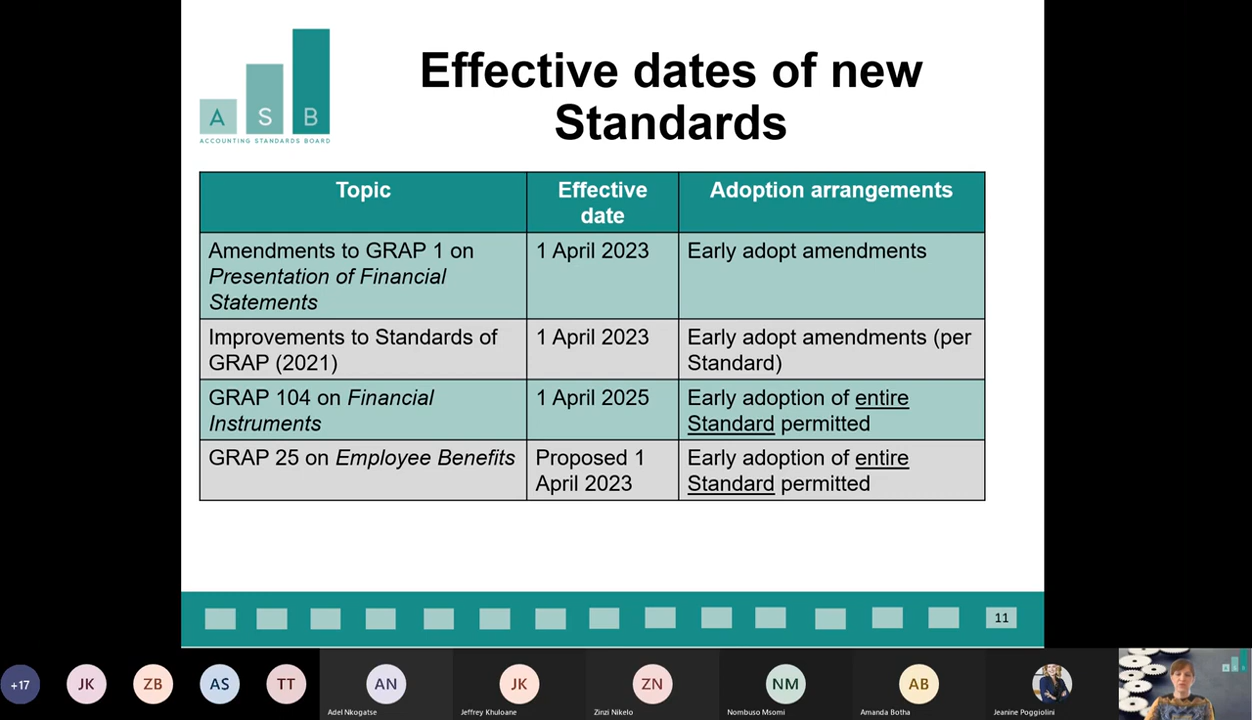 Effective dates of new
Standards
A S B
ACCOUNTING STANDARDS BOARD
Topic
Effective
date
Adoption arrangements
Amendments to GRAP 1 on
Presentation of Financial
Statements
1 April 2023
Early adopt amendments
Improvements to Standards of
GRAP (2021)
1 April 2023
Early adopt amendments (per
Standard)
GRAP 104 on Financial
Instruments
1 April 2025
Early adoption of entire
Standard permitted
GRAP 25 on Employee Benefits
Proposed 1
April 2023
Early adoption of entire
Standard permitted
11
+17
JK
ZB
AS
TT
AN
Adel Nkogatse
JK
Jeffrey Khuloane
ZN
Zinzi Nikelo
NM
Nombuso Msomi
AB
Amanda Botha
Jeanine Poggiolini